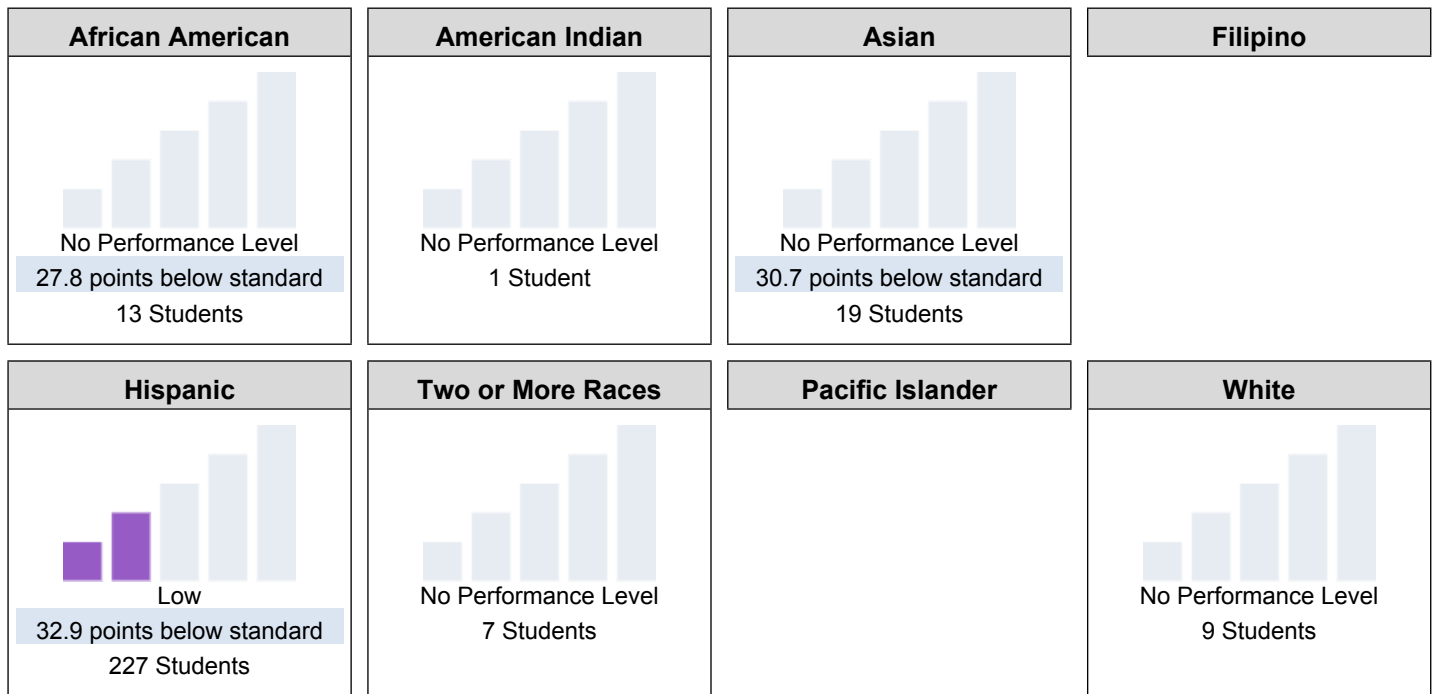 African American
No Performance Level
27.8 points below standard
13 Students
American Indian
No Performance Level
1 Student
Asian
No Performance Level
30.7 points below standard
19 Students
Filipino
Hispanic
Low
32.9 points below standard
227 Students
Two or More Races
No Performance Level
7 Students
Pacific Islander
White
No Performance Level
9 Students